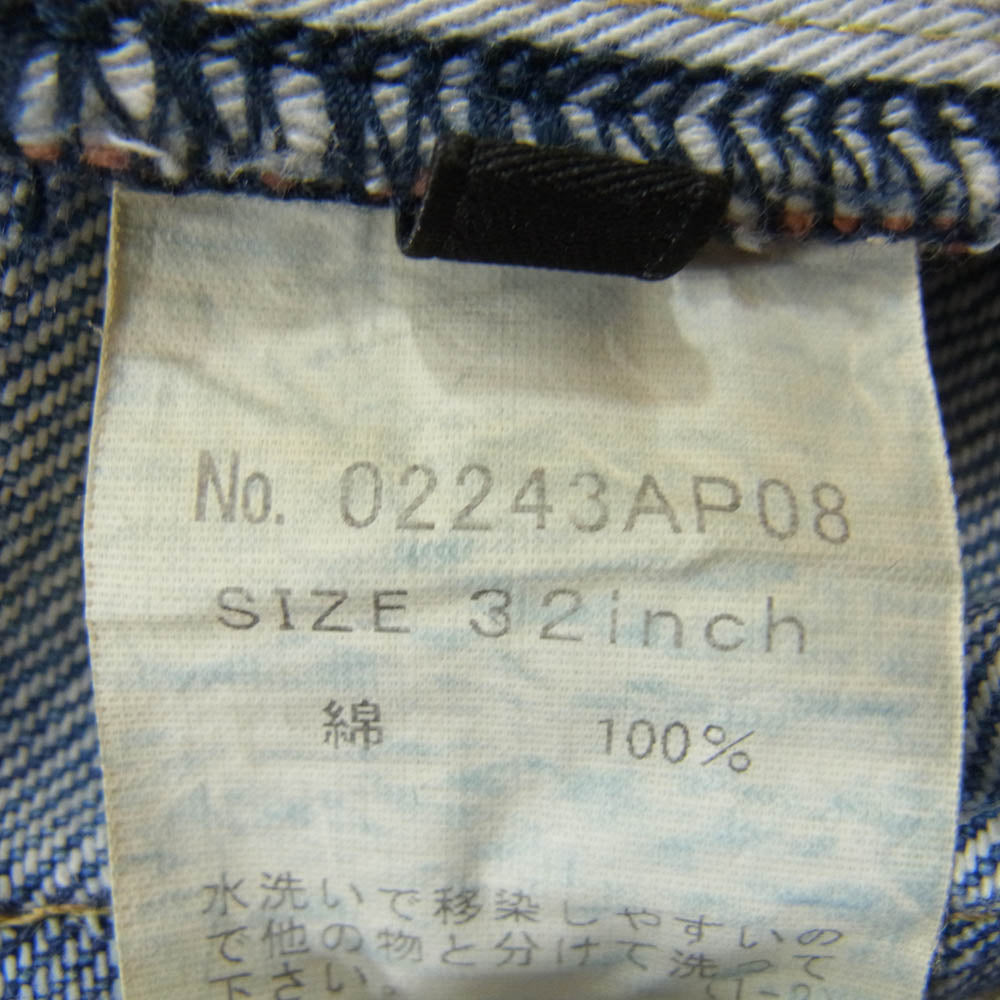 No. 02243AP08
SIZE 32inch
綿 100%
水洗いで移染しやすいの
で他の物と分けて洗って
下さい。